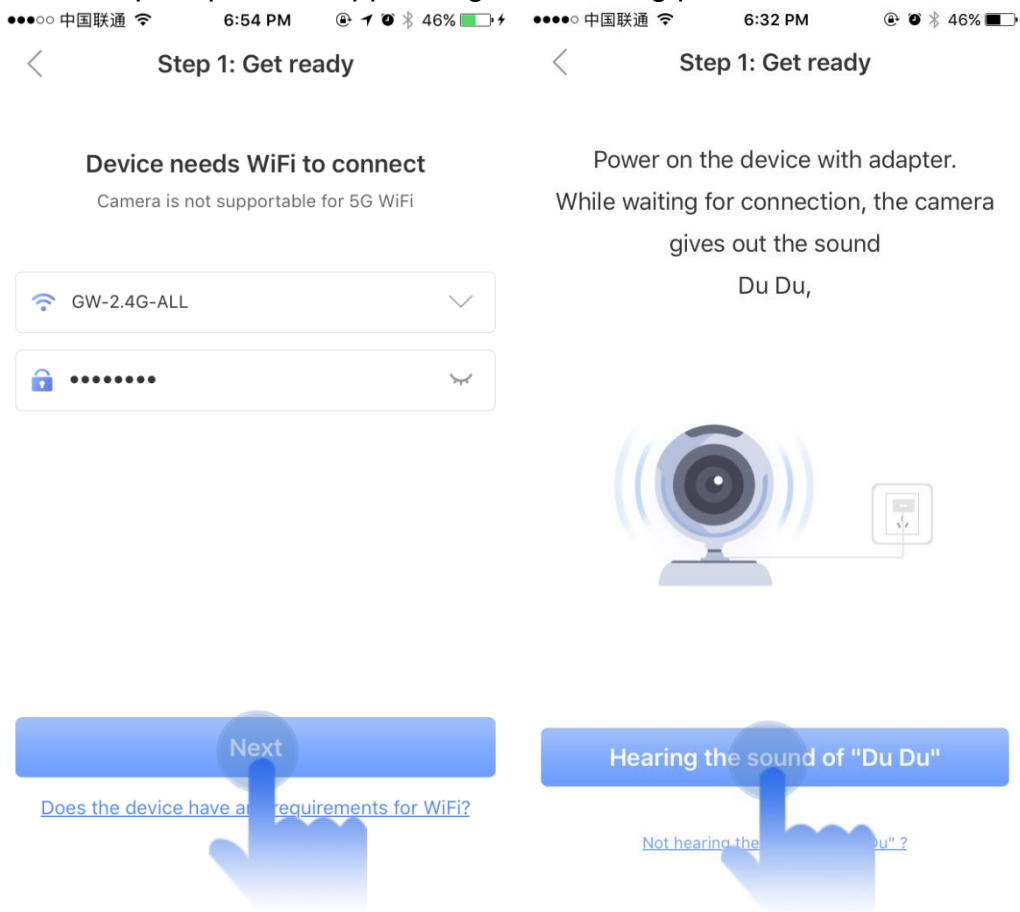 中国联通 6:54 PM 46%
Step 1: Get ready
Device needs WiFi to connect
Camera is not supportable for 5G WiFi
GW-2.4G-ALL
••••••••
Next
Does the device have requirements for WiFi?
中国联通 6:32 PM 46%
Step 1: Get ready
Power on the device with adapter.
While waiting for connection, the camera
gives out the sound
Du Du,
Hearing the sound of "Du Du"
Not hearing the Du" ?